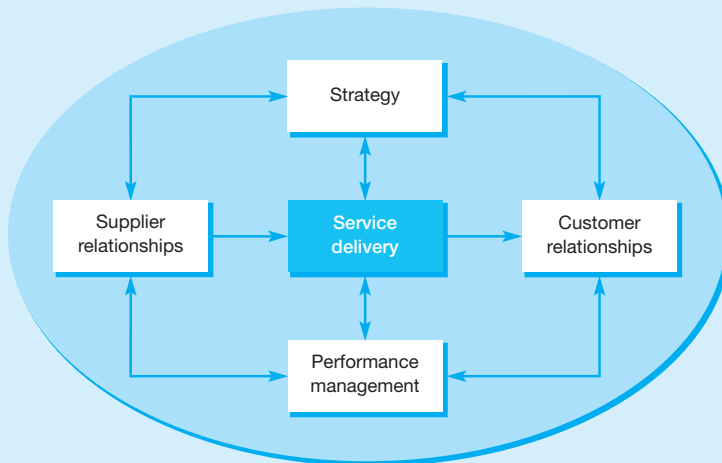 Strategy
Supplier
relationships
Service
delivery
Customer
relationships
Performance
management